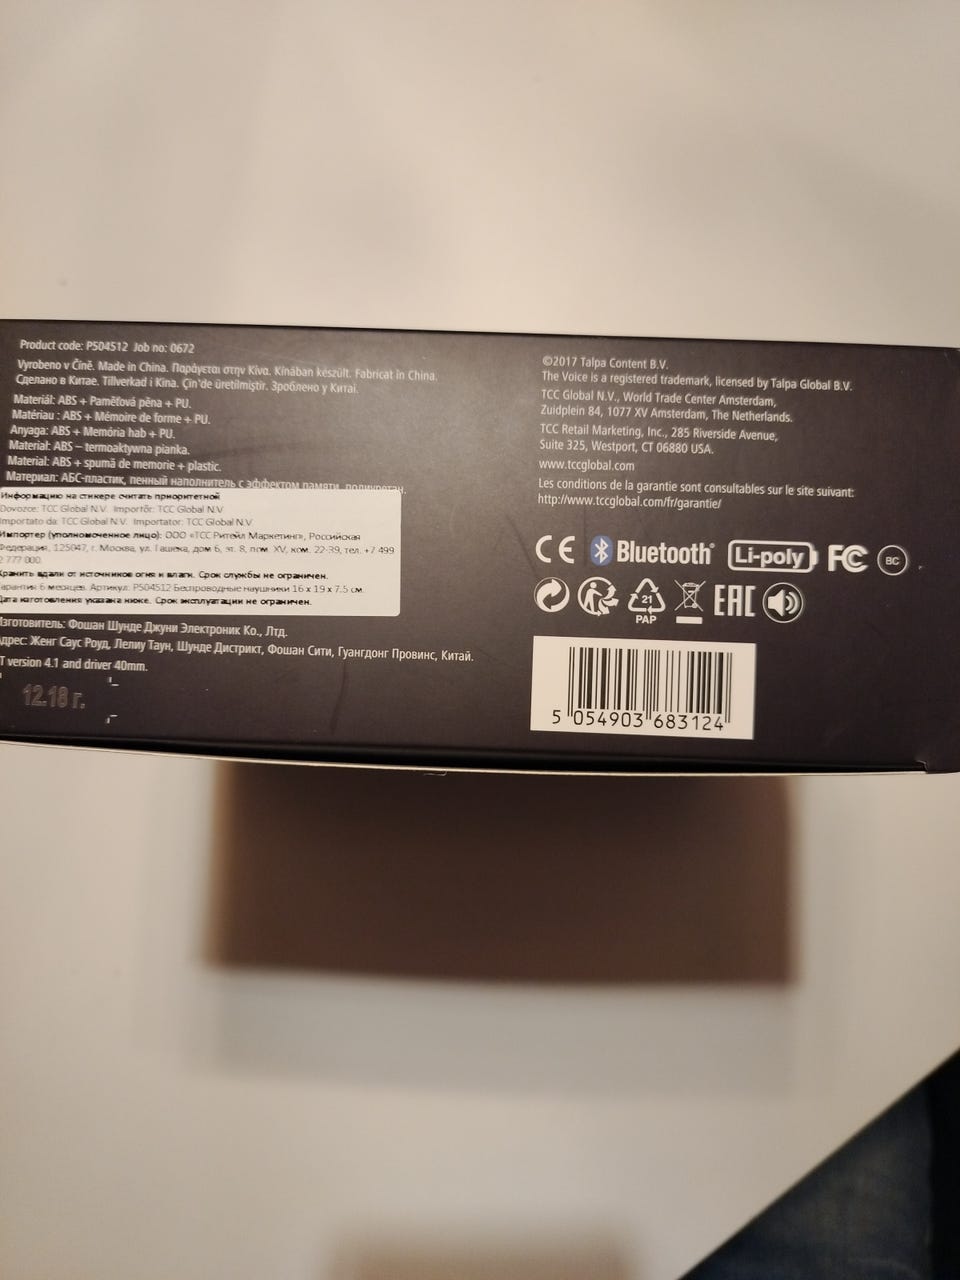 Product code: P504512 Job no: 0672
Vyrobeno v Číně. Made in China. Παράγεται στην Κίνα. Kínában készült. Fabricat în China.
Сделано в Китае. Tillverkad i Kina. Çin'de üretilmiştir. Зроблено у Китаї.
Materiál: ABS + Paměťová pěna + PU.
Matériau : ABS + Mémoire de forme + PU.
Anyaga: ABS + Memória hab + PU.
Materiał: ABS – termoaktywna pianka.
Material: ABS + spumă de memorie + plastic.
Материал: АБС-пластик, пенный наполнитель с эффектом памяти, полиуретан.
Информацию на стикере считать приоритетной
Dovozce: TCC Global N.V. Importőr: TCC Global N.V
Importato da: TCC Global N.V. Importator: TCC Global N.V
Импортер (уполномоченное лицо): ООО «ТСС Ритейл Маркетинг», Российская
Федерация, 125047, г. Москва, ул. Гашека, дом 6, эт. 8, пом. XV, ком. 22-39, тел. +7 499
2 777 000.
Хранить вдали от источников огня и влаги. Срок службы не ограничен.
Гарантия 6 месяцев. Артикул: P504512 Беспроводные наушники 16 x 19 x 7.5 см.
Дата изготовления указана ниже. Срок эксплуатации не ограничен.
Изготовитель: Фошан Шунде Джуни Электроник Ко., Лтд.
Адрес: Женг Саус Роуд, Лелиу Таун, Шунде Дистрикт, Фошан Сити, Гуангдонг Провинс, Китай.
BT version 4.1 and driver 40mm.
12.18 г.
©2017 Talpa Content B.V.
The Voice is a registered trademark, licensed by Talpa Global B.V.
TCC Global N.V., World Trade Center Amsterdam,
Zuidplein 84, 1077 XV Amsterdam, The Netherlands.
TCC Retail Marketing, Inc., 285 Riverside Avenue,
Suite 325, Westport, CT 06880 USA.
www.tccglobal.com
Les conditions de la garantie sont consultables sur le site suivant:
http://www.tccglobal.com/fr/garantie/
CE Bluetooth® Li-poly FC BC
21 PAP EAC
5 054903 683124